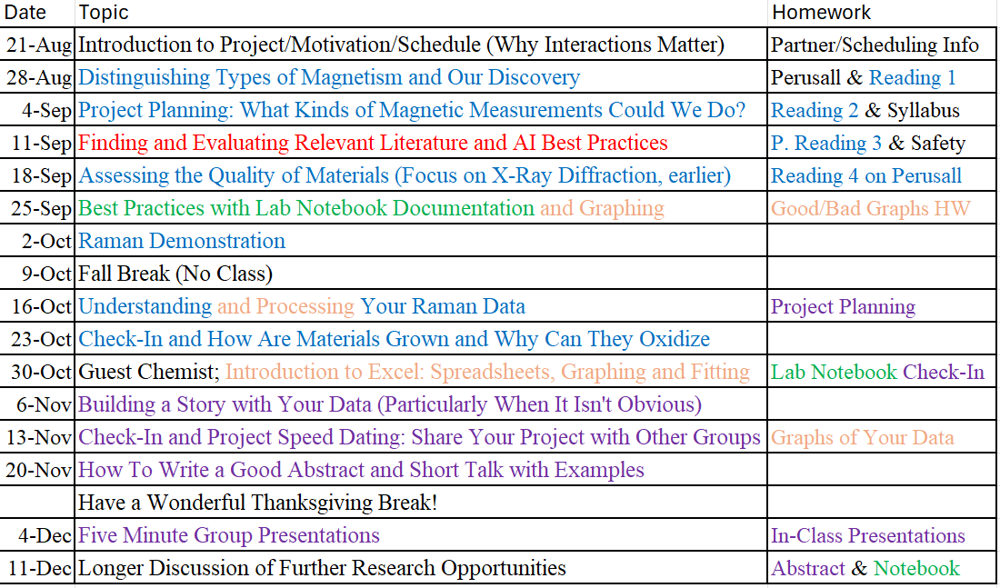 Date Topic Homework
21-Aug Introduction to Project/Motivation/Schedule (Why Interactions Matter) Partner/Scheduling Info
28-Aug Distinguishing Types of Magnetism and Our Discovery Perusall & Reading 1
4-Sep Project Planning: What Kinds of Magnetic Measurements Could We Do? Reading 2 & Syllabus
11-Sep Finding and Evaluating Relevant Literature and AI Best Practices P. Reading 3 & Safety
18-Sep Assessing the Quality of Materials (Focus on X-Ray Diffraction, earlier) Reading 4 on Perusall
25-Sep Best Practices with Lab Notebook Documentation and Graphing Good/Bad Graphs HW
2-Oct Raman Demonstration
9-Oct Fall Break (No Class)
16-Oct Understanding and Processing Your Raman Data Project Planning
23-Oct Check-In and How Are Materials Grown and Why Can They Oxidize
30-Oct Guest Chemist; Introduction to Excel: Spreadsheets, Graphing and Fitting Lab Notebook Check-In
6-Nov Building a Story with Your Data (Particularly When It Isn't Obvious)
13-Nov Check-In and Project Speed Dating: Share Your Project with Other Groups Graphs of Your Data
20-Nov How To Write a Good Abstract and Short Talk with Examples
Have a Wonderful Thanksgiving Break!
4-Dec Five Minute Group Presentations In-Class Presentations
11-Dec Longer Discussion of Further Research Opportunities Abstract & Notebook